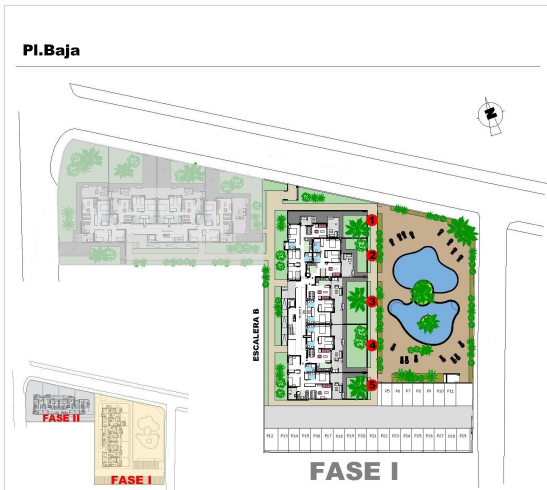 Pl.Baja
N
1
2
3
4
5
ESCALERA B
P5 P6 P7 P8 P9 P10 P11
P12 P13 P14 P15 P16 P17 P18 P19 P20 P21 P22 P23 P24 P25 P26 P27 P28 P29
FASE II
FASE I
FASE I